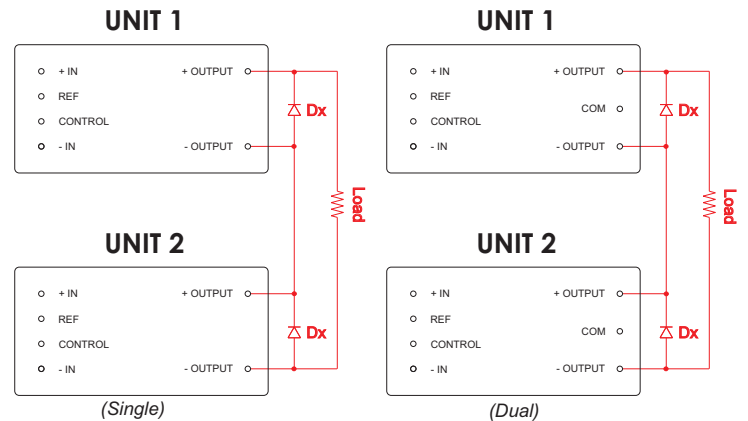 UNIT 1
+ IN
+ OUTPUT
REF
Dx
CONTROL
- IN
- OUTPUT
Load
UNIT 2
+ IN
+ OUTPUT
REF
Dx
CONTROL
- IN
- OUTPUT
(Single)
UNIT 1
+ IN
+ OUTPUT
REF
COM
Dx
CONTROL
- IN
- OUTPUT
Load
UNIT 2
+ IN
+ OUTPUT
REF
COM
Dx
CONTROL
- IN
- OUTPUT
(Dual)